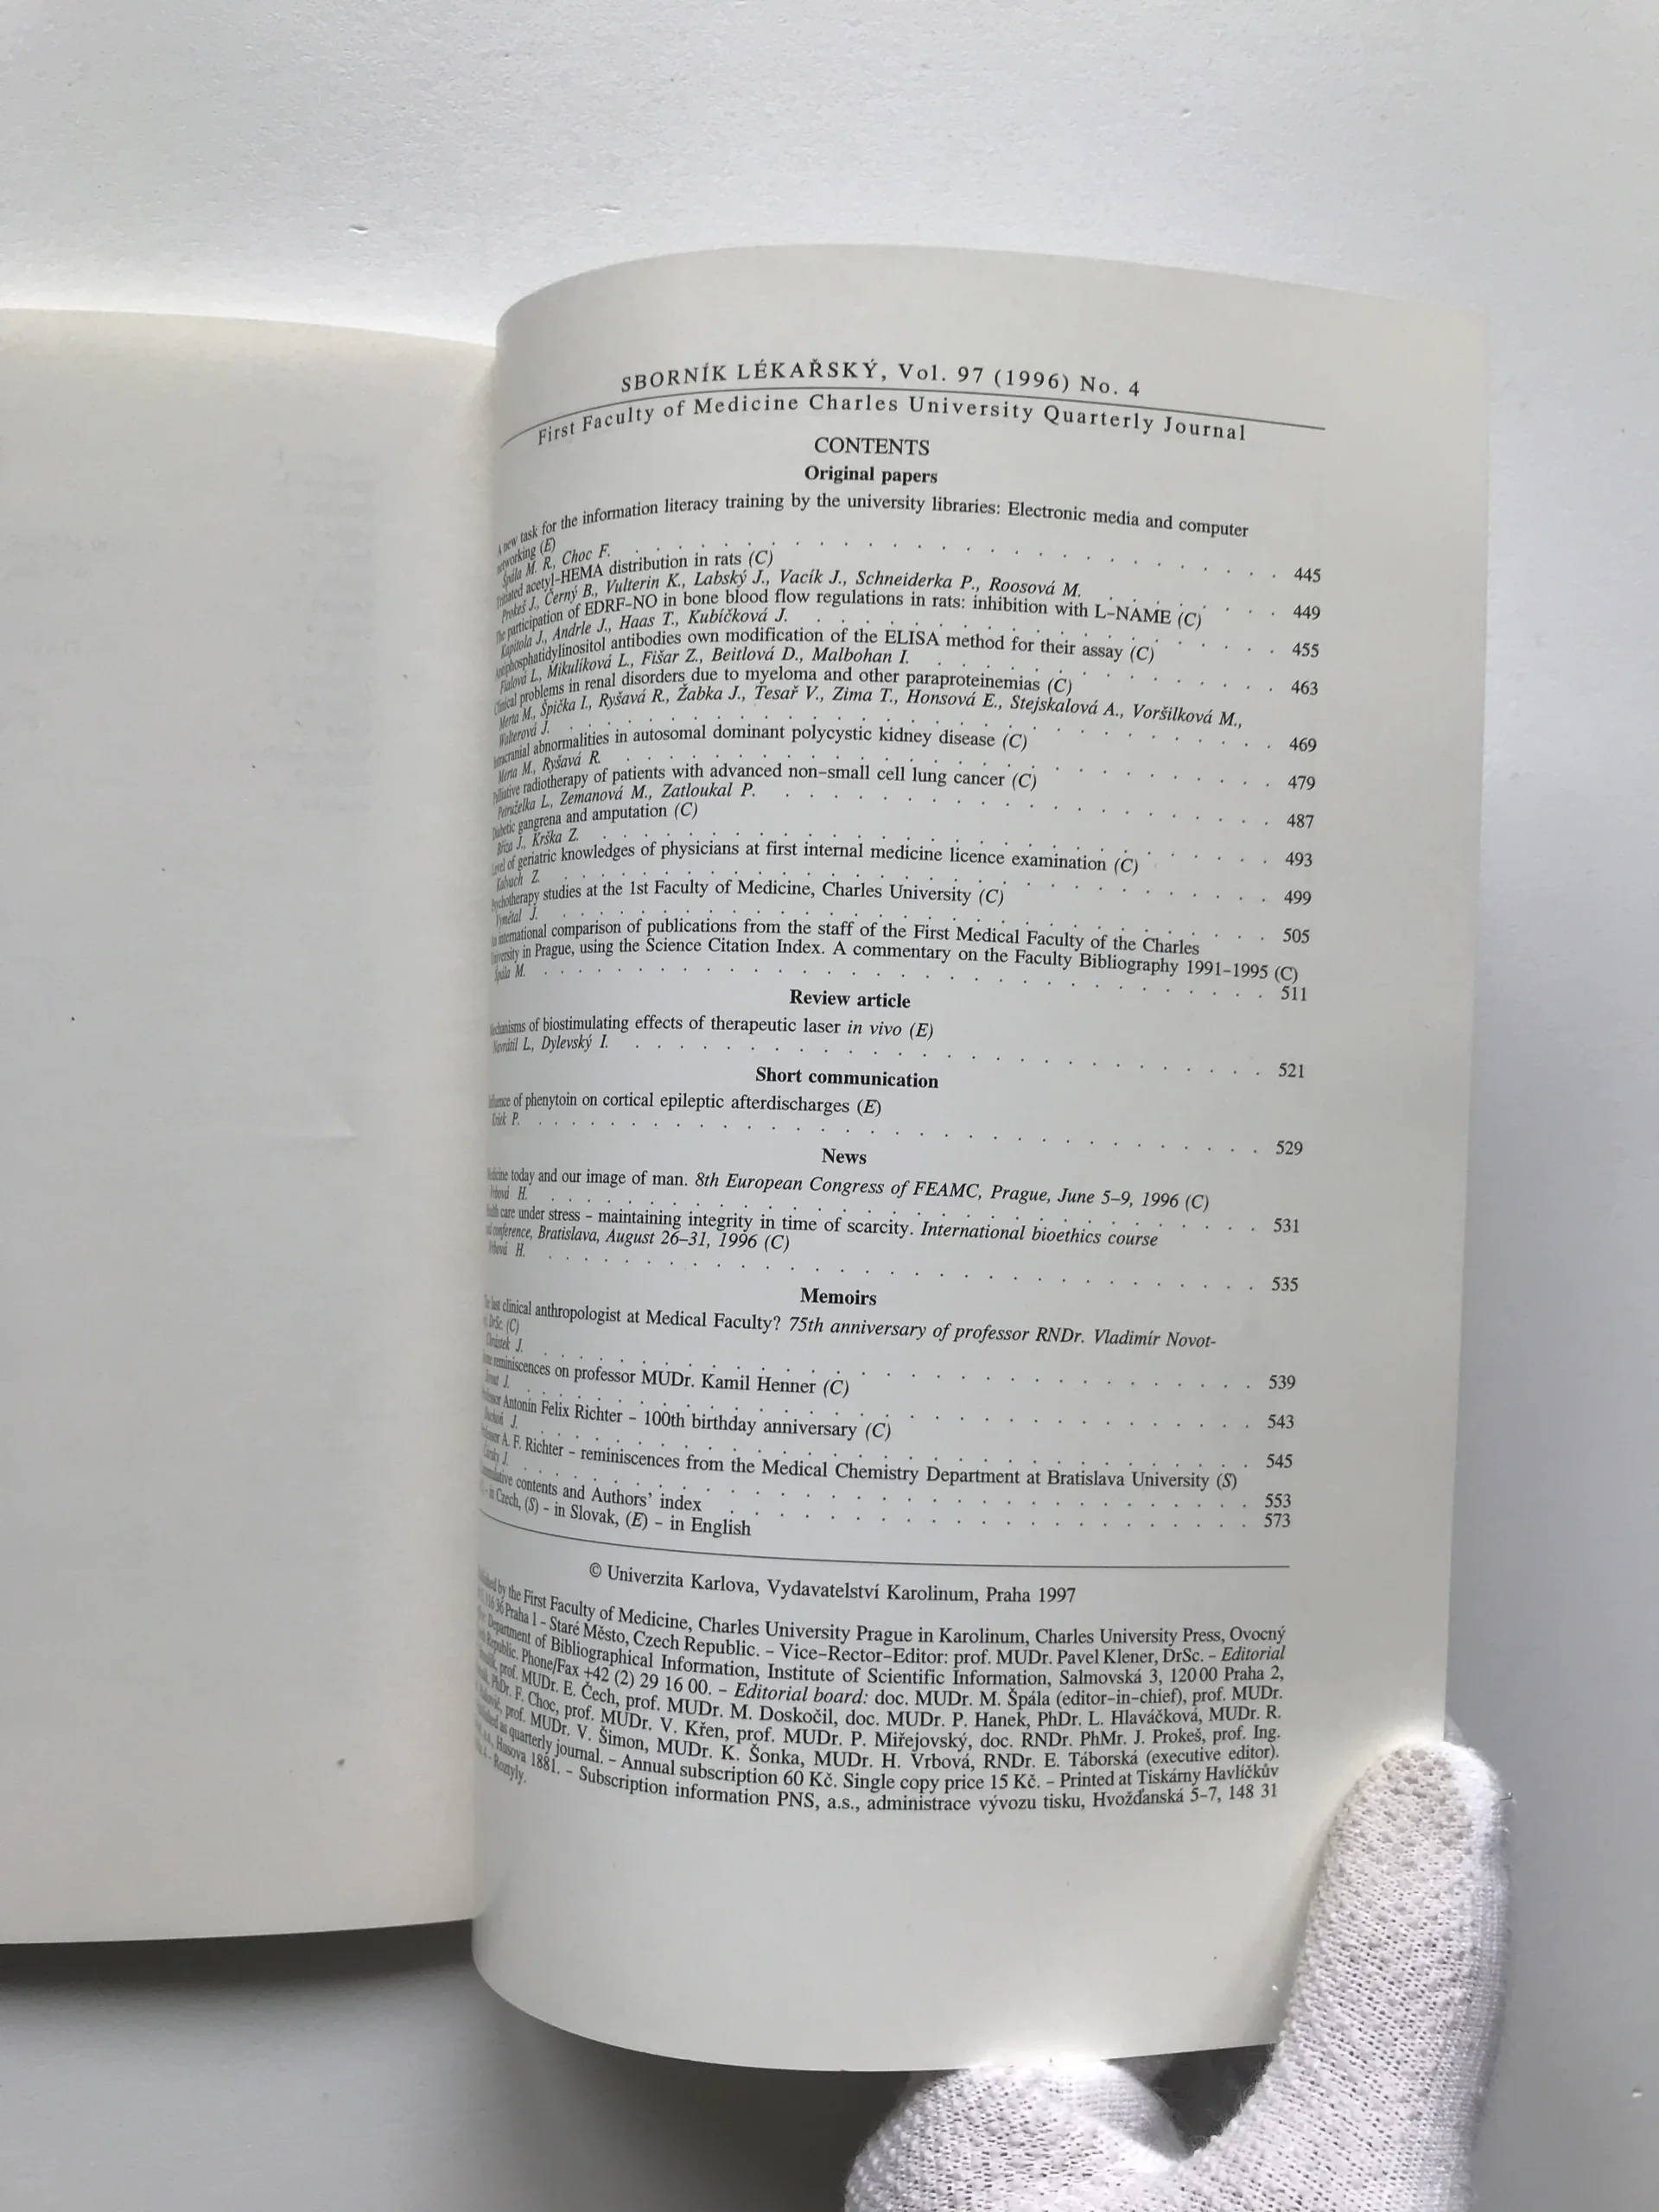 SBORNÍK LÉKAŘSKÝ, Vol. 97 (1996) No. 4
First Faculty of Medicine Charles University Quarterly Journal
CONTENTS
Original papers
A new task for the information literacy training by the university libraries: Electronic media and computer
networking (E)
Špála M. R., Choc F. . . . 445
Tritiated acetyl-HEMA distribution in rats (C)
Prokeš J., Černý B., Vulterin K., Labský J., Vacík J., Schneiderka P., Roosová M. . . . 449
The participation of EDRF-NO in bone blood flow regulations in rats: inhibition with L-NAME (C)
Kapitola J., Andrle J., Haas T., Kubíčková J. . . . 455
Antiphosphatidylinositol antibodies own modification of the ELISA method for their assay (C)
Fialová L., Mikulíková L., Fišar Z., Beitlová D., Malbohan I. . . . 463
Clinical problems in renal disorders due to myeloma and other paraproteinemias (C)
Merta M., Špička I., Ryšavá R., Žabka J., Tesař V., Zima T., Honsová E., Stejskalová A., Voršilková M.,
Walterová J. . . . 469
Intracranial abnormalities in autosomal dominant polycystic kidney disease (C)
Merta M., Ryšavá R. . . . 479
Palliative radiotherapy of patients with advanced non-small cell lung cancer (C)
Petruželka L., Zemanová M., Zatloukal P. . . . 487
Diabetic gangrena and amputation (C)
Bříza J., Krška Z. . . . 493
Level of geriatric knowledges of physicians at first internal medicine licence examination (C)
Kalvach Z. . . . 499
Psychotherapy studies at the 1st Faculty of Medicine, Charles University (C)
Vymětal J. . . . 505
An international comparison of publications from the staff of the First Medical Faculty of the Charles
University in Prague, using the Science Citation Index. A commentary on the Faculty Bibliography 1991-1995 (C)
Špála M. . . . 511
Review article
Mechanisms of biostimulating effects of therapeutic laser in vivo (E)
Navrátil L., Dylevský I. . . . 521
Short communication
Influence of phenytoin on cortical epileptic afterdischarges (E)
P. . . . 529
News
Medicine today and our image of man. 8th European Congress of FEAMC, Prague, June 5-9, 1996 (C)
Vrbová H. . . . 531
Health care under stress - maintaining integrity in time of scarcity. International bioethics course
and conference, Bratislava, August 26-31, 1996 (C)
Vrbová H. . . . 535
Memoirs
The last clinical anthropologist at Medical Faculty? 75th anniversary of professor RNDr. Vladimír Novot-
DrSc. (C)
J. . . . 539
Some reminiscences on professor MUDr. Kamil Henner (C)
J. . . . 543
Professor Antonín Felix Richter - 100th birthday anniversary (C)
J. . . . 545
Professor A. F. Richter - reminiscences from the Medical Chemistry Department at Bratislava University (S)
J. . . . 553
Cumulative contents and Authors' index . . . 573
- in Czech, (S) - in Slovak, (E) - in English
© Univerzita Karlova, Vydavatelství Karolinum, Praha 1997
Published by the First Faculty of Medicine, Charles University Prague in Karolinum, Charles University Press, Ovocný
116 36 Praha 1 - Staré Město, Czech Republic. - Vice-Rector-Editor: prof. MUDr. Pavel Klener, DrSc. - Editorial
Department of Bibliographical Information, Institute of Scientific Information, Salmovská 3, 120 00 Praha 2,
Republic. Phone/Fax +42 (2) 29 16 00. - Editorial board: doc. MUDr. M. Špála (editor-in-chief), prof. MUDr.
prof. MUDr. E. Čech, prof. MUDr. M. Doskočil, doc. MUDr. P. Hanek, PhDr. L. Hlaváčková, MUDr. R.
PhDr. F. Choc, prof. MUDr. V. Křen, prof. MUDr. P. Miřejovský, doc. RNDr. PhMr. J. Prokeš, prof. Ing.
prof. MUDr. V. Šimon, MUDr. K. Šonka, MUDr. H. Vrbová, RNDr. E. Táborská (executive editor).
Published as quarterly journal. - Annual subscription 60 Kč. Single copy price 15 Kč. - Printed at Tiskárny Havlíčkův
Husova 1881. - Subscription information PNS, a.s., administrace vývozu tisku, Hvožďanská 5-7, 148 31
- Roztyly.